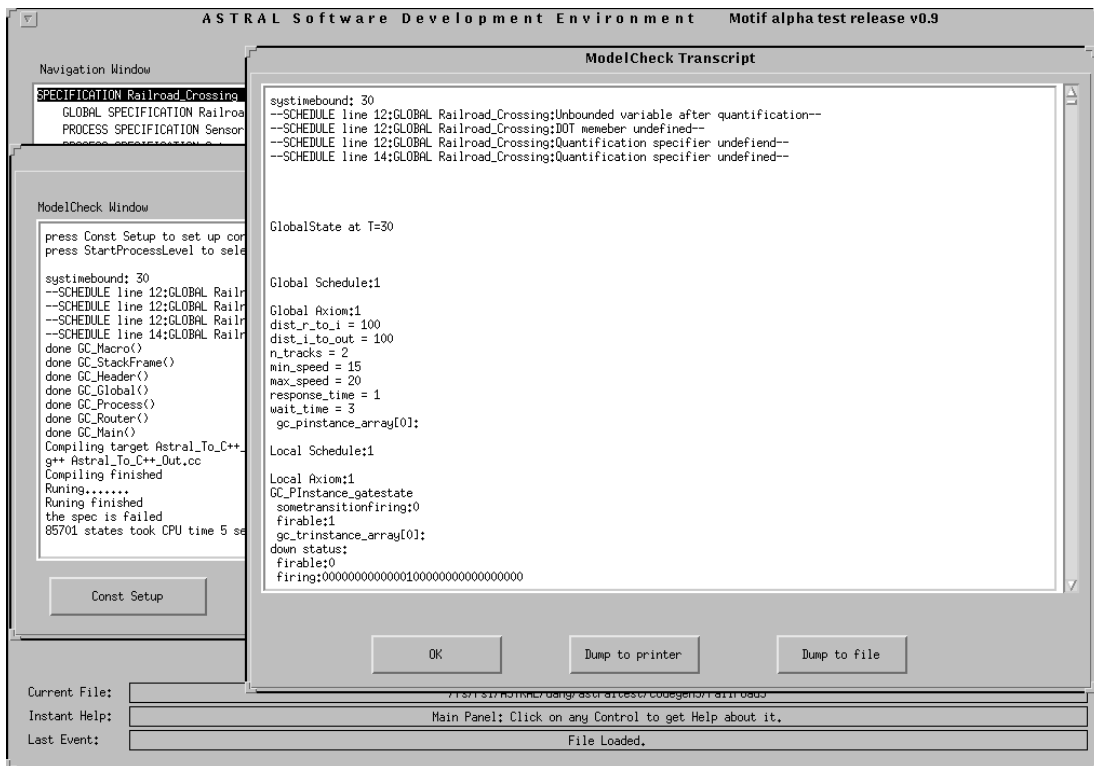 ASTRAL Software Development Environment Motif alpha test release v0.9
Navigation Window
SPECIFICATION Railroad_Crossing
GLOBAL SPECIFICATION Railroa
PROCESS SPECIFICATION Sensor
ModelCheck Window
press Const Setup to set up con
press StartProcessLevel to sele
systimebound: 30
--SCHEDULE line 12:GLOBAL Railr
--SCHEDULE line 12:GLOBAL Railr
--SCHEDULE line 12:GLOBAL Railr
--SCHEDULE line 14:GLOBAL Railr
done GC_Macro()
done GC_StackFrame()
done GC_Header()
done GC_Global()
done GC_Process()
done GC_Router()
done GC_Main()
Compiling target Astral_To_C++_
g++ Astral_To_C++_Out.cc
Compiling finished
Runing.......
Runing finished
the spec is failed
85701 states took CPU time 5 se
Const Setup
ModelCheck Transcript
systimebound: 30
--SCHEDULE line 12:GLOBAL Railroad_Crossing:Unbounded variable after quantification--
--SCHEDULE line 12:GLOBAL Railroad_Crossing:DOT memeber undefined--
--SCHEDULE line 12:GLOBAL Railroad_Crossing:Quantification specifier undefiend--
--SCHEDULE line 14:GLOBAL Railroad_Crossing:Quantification specifier undefined--
GlobalState at T=30
Global Schedule:1
Global Axiom:1
dist_r_to_i = 100
dist_i_to_out = 100
n_tracks = 2
min_speed = 15
max_speed = 20
response_time = 1
wait_time = 3
gc_pinstance_array[0]:
Local Schedule:1
Local Axiom:1
GC_PInstance_gatestate
sometransitionfiring:0
firable:1
gc_trinstance_array[0]:
down status:
firable:0
firing:0000000000000100000000000000000
OK
Dump to printer
Dump to file
Current File:
Instant Help: Main Panel: Click on any Control to get Help about it.
Last Event: File Loaded.